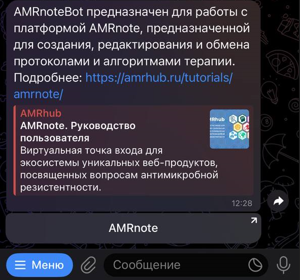 AMRnoteBot предназначен для работы с
платформой AMRnote, предназначенной
для создания, редактирования и обмена
протоколами и алгоритмами терапии.
Подробнее: https://amrhub.ru/tutorials/
amrnote/
AMRhub
AMRnote. Руководство
пользователя
Виртуальная точка входа для
экосистемы уникальных веб-продуктов,
посвященных вопросам антимикробной
резистентности.
12:28
AMRnote
Меню
Сообщение